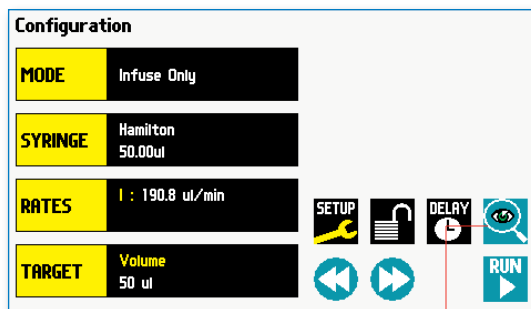 Configuration
MODE
Infuse Only
SYRINGE
Hamilton
50.00ul
RATES
I : 190.8 ul/min
TARGET
Volume
50 ul
SETUP
DELAY
RUN